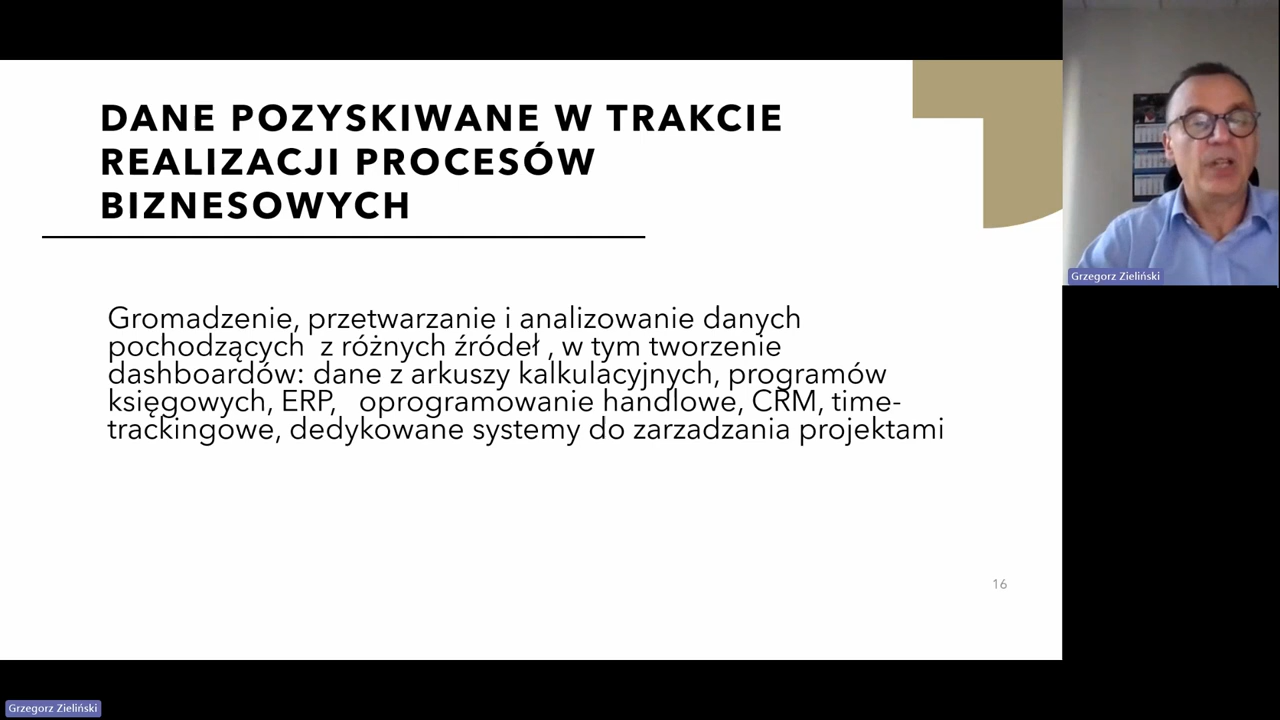 DANE POZYSKIWANE W TRAKCIE
REALIZACJI PROCESÓW
BIZNESOWYCH
Gromadzenie, przetwarzanie i analizowanie danych
pochodzących  z różnych źródeł , w tym tworzenie
dashboardów: dane z arkuszy kalkulacyjnych, programów
księgowych, ERP,   oprogramowanie handlowe, CRM, time-
trackingowe, dedykowane systemy do zarzadzania projektami
16
Grzegorz Zieliński
Grzegorz Zieliński